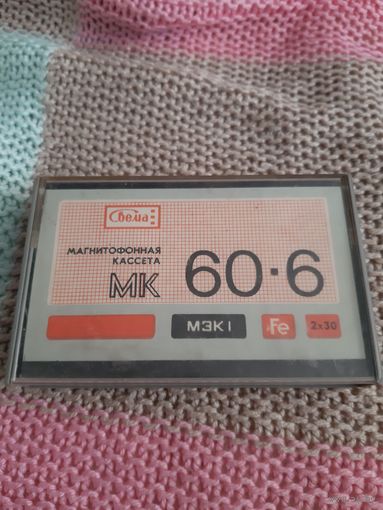 Свема
МАГНИТОФОННАЯ
КАССЕТА
МК 60·6
МЭК I Fe 2х30